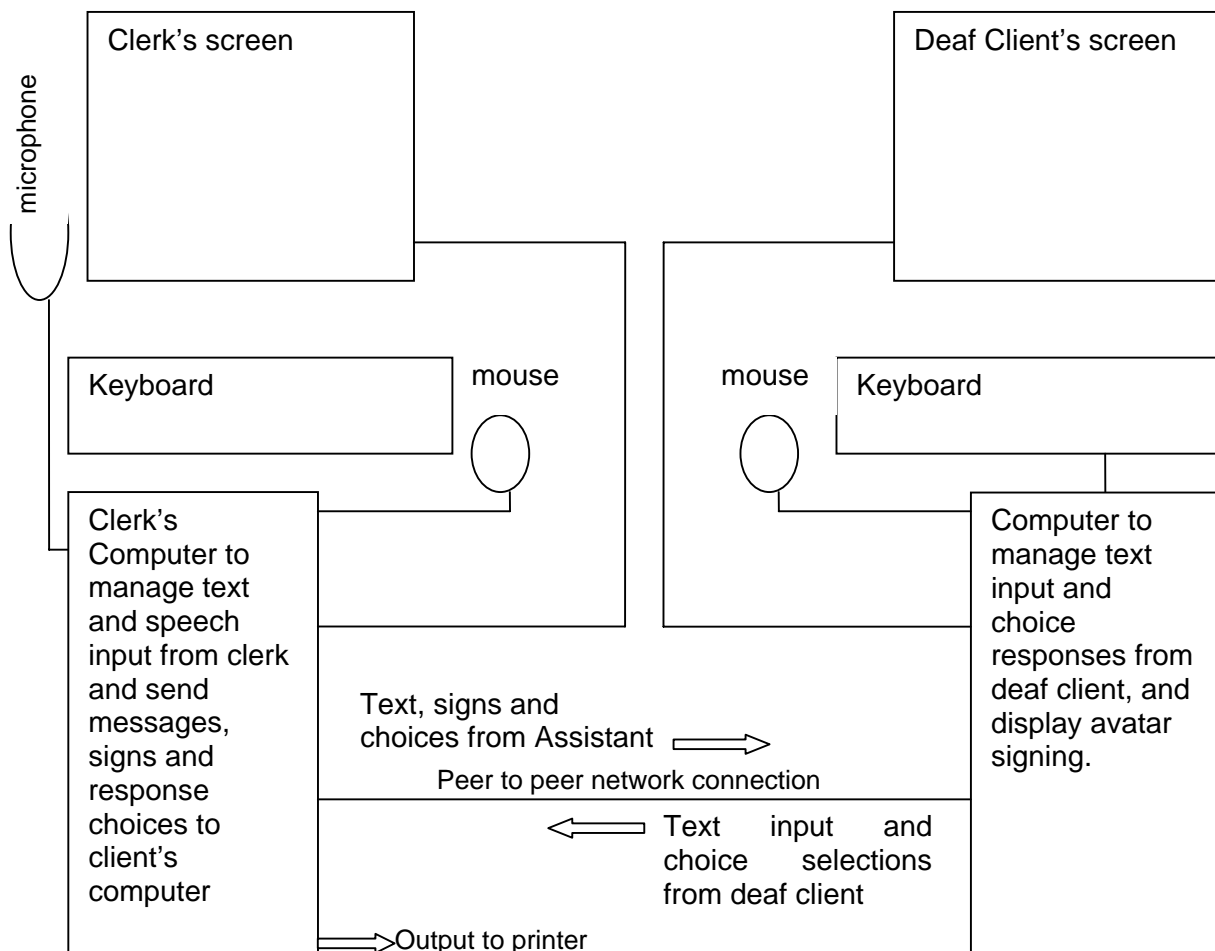 Clerk’s screen
Deaf Client’s screen
microphone
Keyboard
mouse
mouse
Keyboard
Clerk’s
Computer to
manage text
and speech
input from clerk
and send
messages,
signs and
response
choices to
client’s
computer
Computer to
manage text
input and
choice
responses from
deaf client, and
display avatar
signing.
Text, signs and
choices from Assistant
Peer to peer network connection
Text input and
choice selections
from deaf client
Output to printer